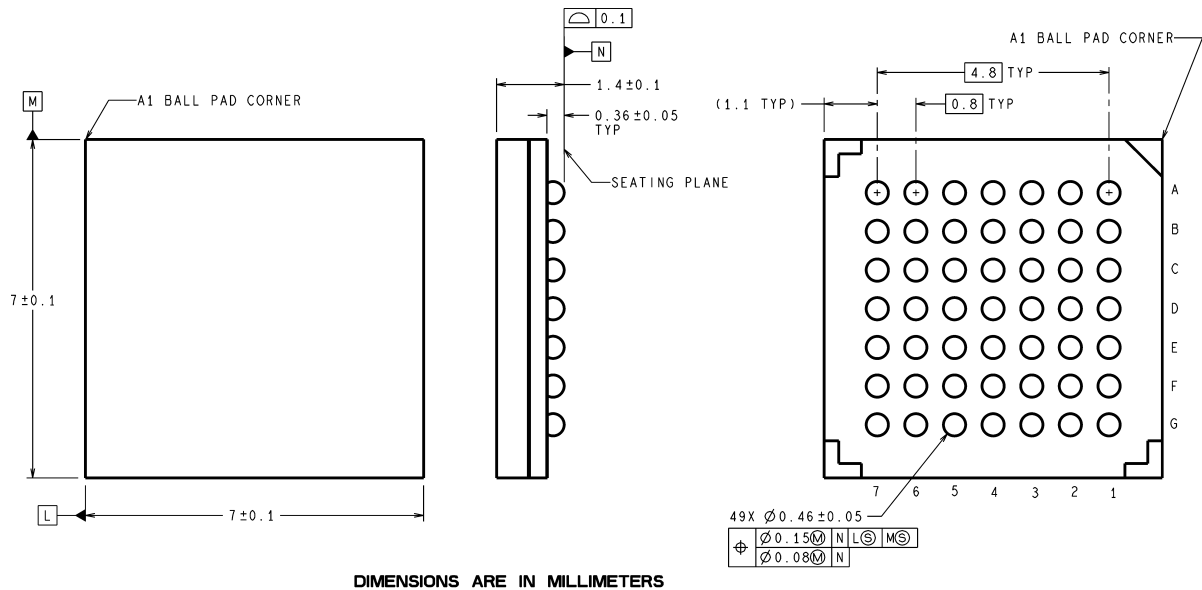 ⌓ 0.1
N
A1 BALL PAD CORNER
4.8 TYP
1.4±0.1
(1.1 TYP)
0.8 TYP
M
A1 BALL PAD CORNER
0.36±0.05
TYP
SEATING PLANE
A
B
C
7±0.1
D
E
F
G
7 6 5 4 3 2 1
L
7±0.1
49X Ø0.46±0.05
⌖ Ø0.15Ⓜ N LⓈ MⓈ
Ø0.08Ⓜ N
DIMENSIONS ARE IN MILLIMETERS